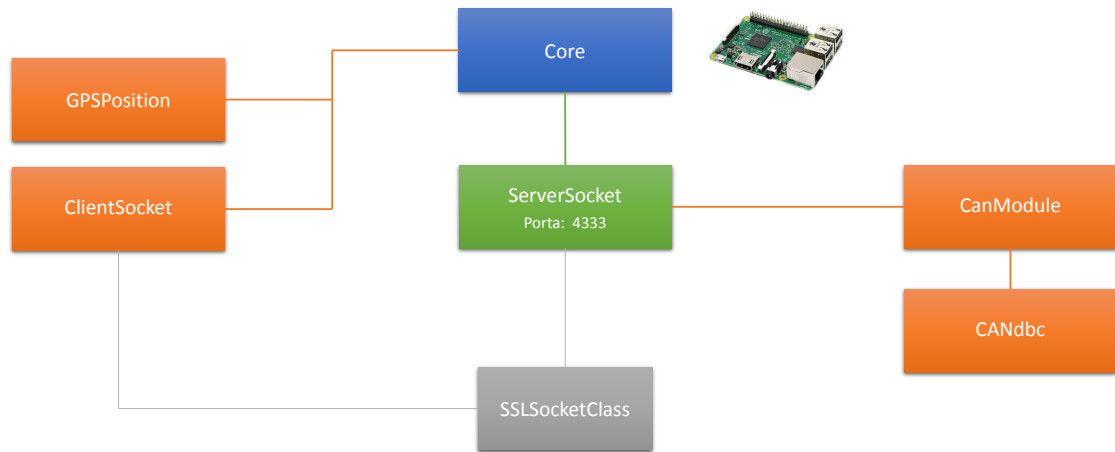 Core
GPSPosition
ClientSocket
ServerSocket
Porta: 4333
CanModule
CANdbc
SSLSocketClass